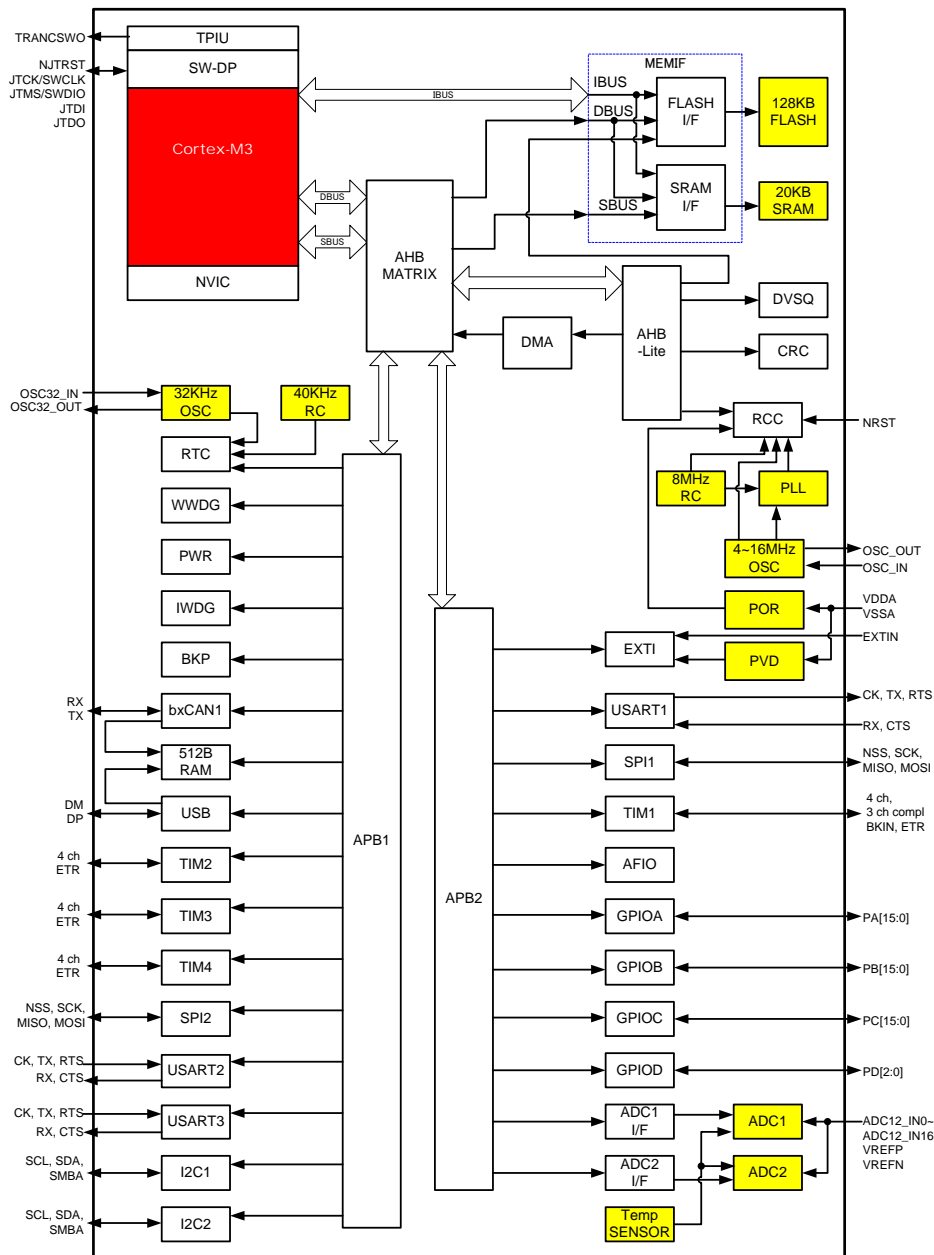 TRANCSWO
TPIU
NJTRST
JTCK/SWCLK
JTMS/SWDIO
JTDI
JTDO
SW-DP
Cortex-M3
NVIC
IBUS
DBUS
SBUS
AHB
MATRIX
MEMIF
IBUS
DBUS
SBUS
FLASH
I/F
128KB
FLASH
SRAM
I/F
20KB
SRAM
DMA
AHB
-Lite
DVSQ
CRC
OSC32_IN
OSC32_OUT
32KHz
OSC
40KHz
RC
RCC
NRST
8MHz
RC
PLL
4~16MHz
OSC
OSC_OUT
OSC_IN
POR
VDDA
VSSA
EXTIN
PVD
APB1
RTC
WWDG
PWR
IWDG
BKP
RX
TX
bxCAN1
512B
RAM
DM
DP
USB
4 ch
ETR
TIM2
4 ch
ETR
TIM3
4 ch
ETR
TIM4
NSS, SCK,
MISO, MOSI
SPI2
CK, TX, RTS
RX, CTS
USART2
CK, TX, RTS
RX, CTS
USART3
SCL, SDA,
SMBA
I2C1
SCL, SDA,
SMBA
I2C2
APB2
EXTI
USART1
CK, TX, RTS
RX, CTS
SPI1
NSS, SCK,
MISO, MOSI
TIM1
4 ch,
3 ch compl
BKIN, ETR
AFIO
GPIOA
PA[15:0]
GPIOB
PB[15:0]
GPIOC
PC[15:0]
GPIOD
PD[2:0]
ADC1
I/F
ADC1
ADC2
I/F
ADC2
ADC12_IN0~
ADC12_IN16
VREFP
VREFN
Temp
SENSOR